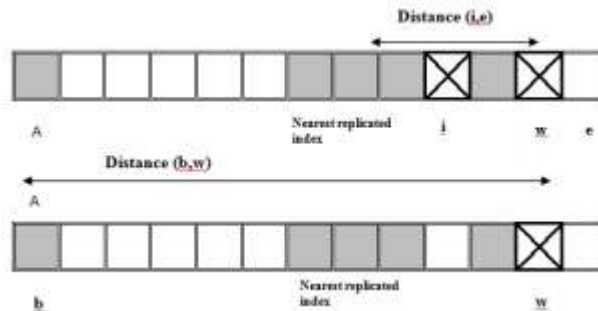 Distance (i,e)
A
Nearest replicated
index
i
w
e
Distance (b,w)
A
Nearest replicated
index
b
w